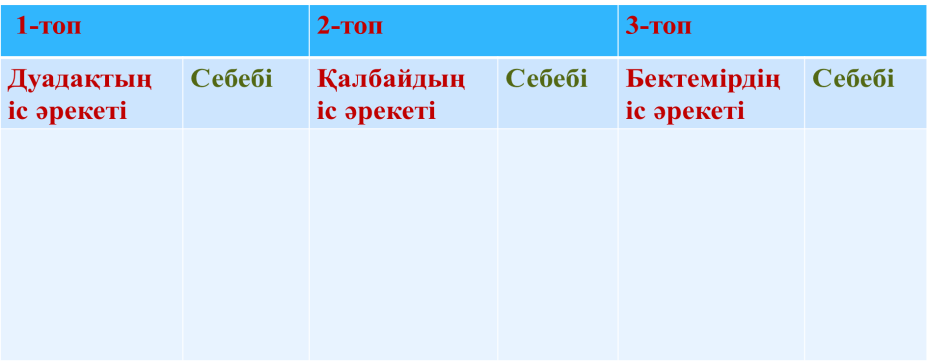 1-топ 2-топ 3-топ
Дуадақтың Себебі Қалбайдың Себебі Бектемірдің Себебі
іс әрекеті іс әрекеті іс әрекеті